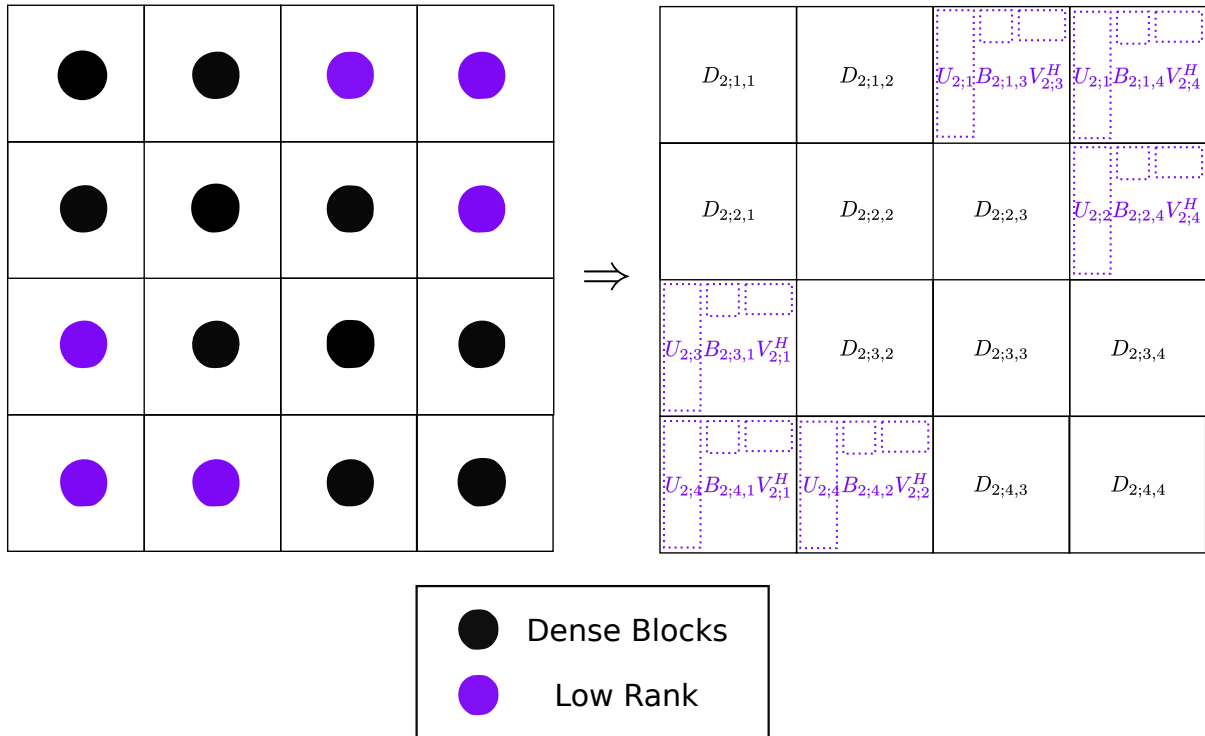 D_{2;1,1} D_{2;1,2} U_{2;1}B_{2;1,3}V_{2;3}^H U_{2;1}B_{2;1,4}V_{2;4}^H
D_{2;2,1} D_{2;2,2} D_{2;2,3} U_{2;2}B_{2;2,4}V_{2;4}^H
⇒
U_{2;3}B_{2;3,1}V_{2;1}^H D_{2;3,2} D_{2;3,3} D_{2;3,4}
U_{2;4}B_{2;4,1}V_{2;1}^H U_{2;4}B_{2;4,2}V_{2;2}^H D_{2;4,3} D_{2;4,4}
Dense Blocks
Low Rank